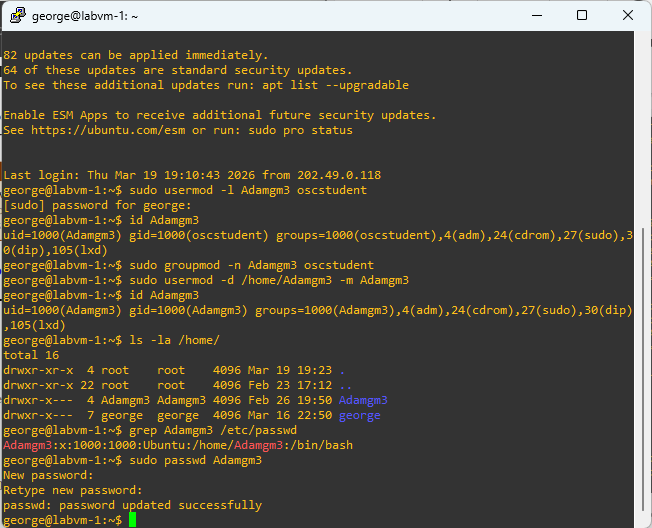 george@labvm-1: ~
82 updates can be applied immediately.
64 of these updates are standard security updates.
To see these additional updates run: apt list --upgradable
Enable ESM Apps to receive additional future security updates.
See https://ubuntu.com/esm or run: sudo pro status
Last login: Thu Mar 19 19:10:43 2026 from 202.49.0.118
george@labvm-1:~$ sudo usermod -l Adamgm3 oscstudent
[sudo] password for george:
george@labvm-1:~$ id Adamgm3
uid=1000(Adamgm3) gid=1000(oscstudent) groups=1000(oscstudent),4(adm),24(cdrom),27(sudo),3
0(dip),105(lxd)
george@labvm-1:~$ sudo groupmod -n Adamgm3 oscstudent
george@labvm-1:~$ sudo usermod -d /home/Adamgm3 -m Adamgm3
george@labvm-1:~$ id Adamgm3
uid=1000(Adamgm3) gid=1000(Adamgm3) groups=1000(Adamgm3),4(adm),24(cdrom),27(sudo),30(dip)
,105(lxd)
george@labvm-1:~$ ls -la /home/
total 16
drwxr-xr-x  4 root    root    4096 Mar 19 19:23 .
drwxr-xr-x 22 root    root    4096 Feb 23 17:12 ..
drwxr-x---  4 Adamgm3 Adamgm3 4096 Feb 26 19:50 Adamgm3
drwxr-x---  7 george  george  4096 Mar 16 22:50 george
george@labvm-1:~$ grep Adamgm3 /etc/passwd
Adamgm3:x:1000:1000:Ubuntu:/home/Adamgm3:/bin/bash
george@labvm-1:~$ sudo passwd Adamgm3
New password:
Retype new password:
passwd: password updated successfully
george@labvm-1:~$